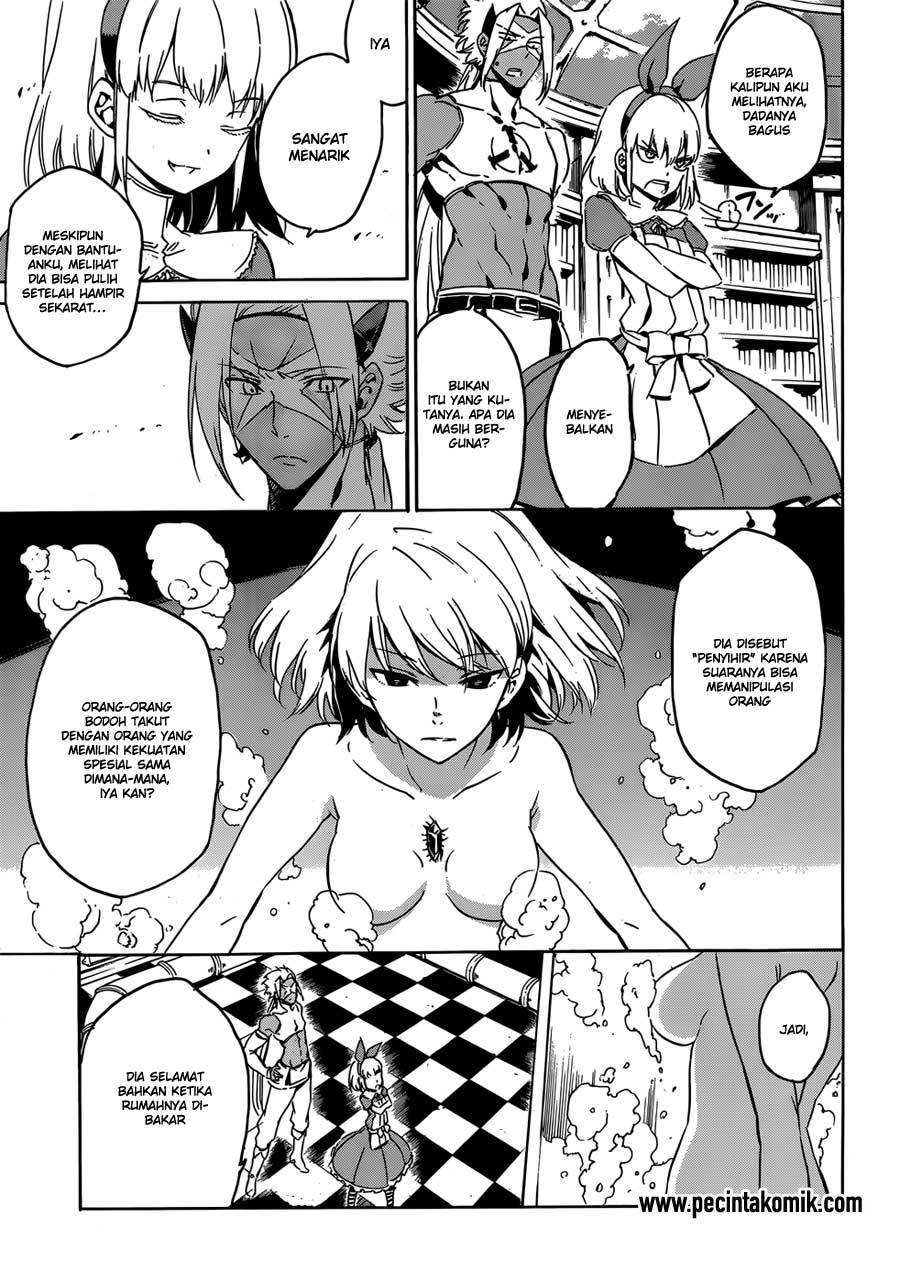 BERAPA
KALIPUN AKU
MELIHATNYA,
DADANYA
BAGUS
フンッ
BUKAN
ITU YANG KU-
TANYA. APA DIA
MASIH BER-
GUNA?
MENYE-
BALKAN
IYA
SANGAT
MENARIK
MESKIPUN
DENGAN BANTU-
ANKU, MELIHAT
DIA BISA PULIH
SETELAH HAMPIR
SEKARAT...
DIA DISEBUT
"PENYIHIR" KARENA
SUARANYA BISA
MEMANIPULASI
ORANG
ORANG-ORANG
BODOH TAKUT
DENGAN ORANG YANG
MEMILIKI KEKUATAN
SPESIAL SAMA
DIMANA-MANA,
IYA KAN?
JADI,
DIA SELAMAT
BAHKAN KETIKA
RUMAHNYA DI-
BAKAR
www.pecintakomik.com